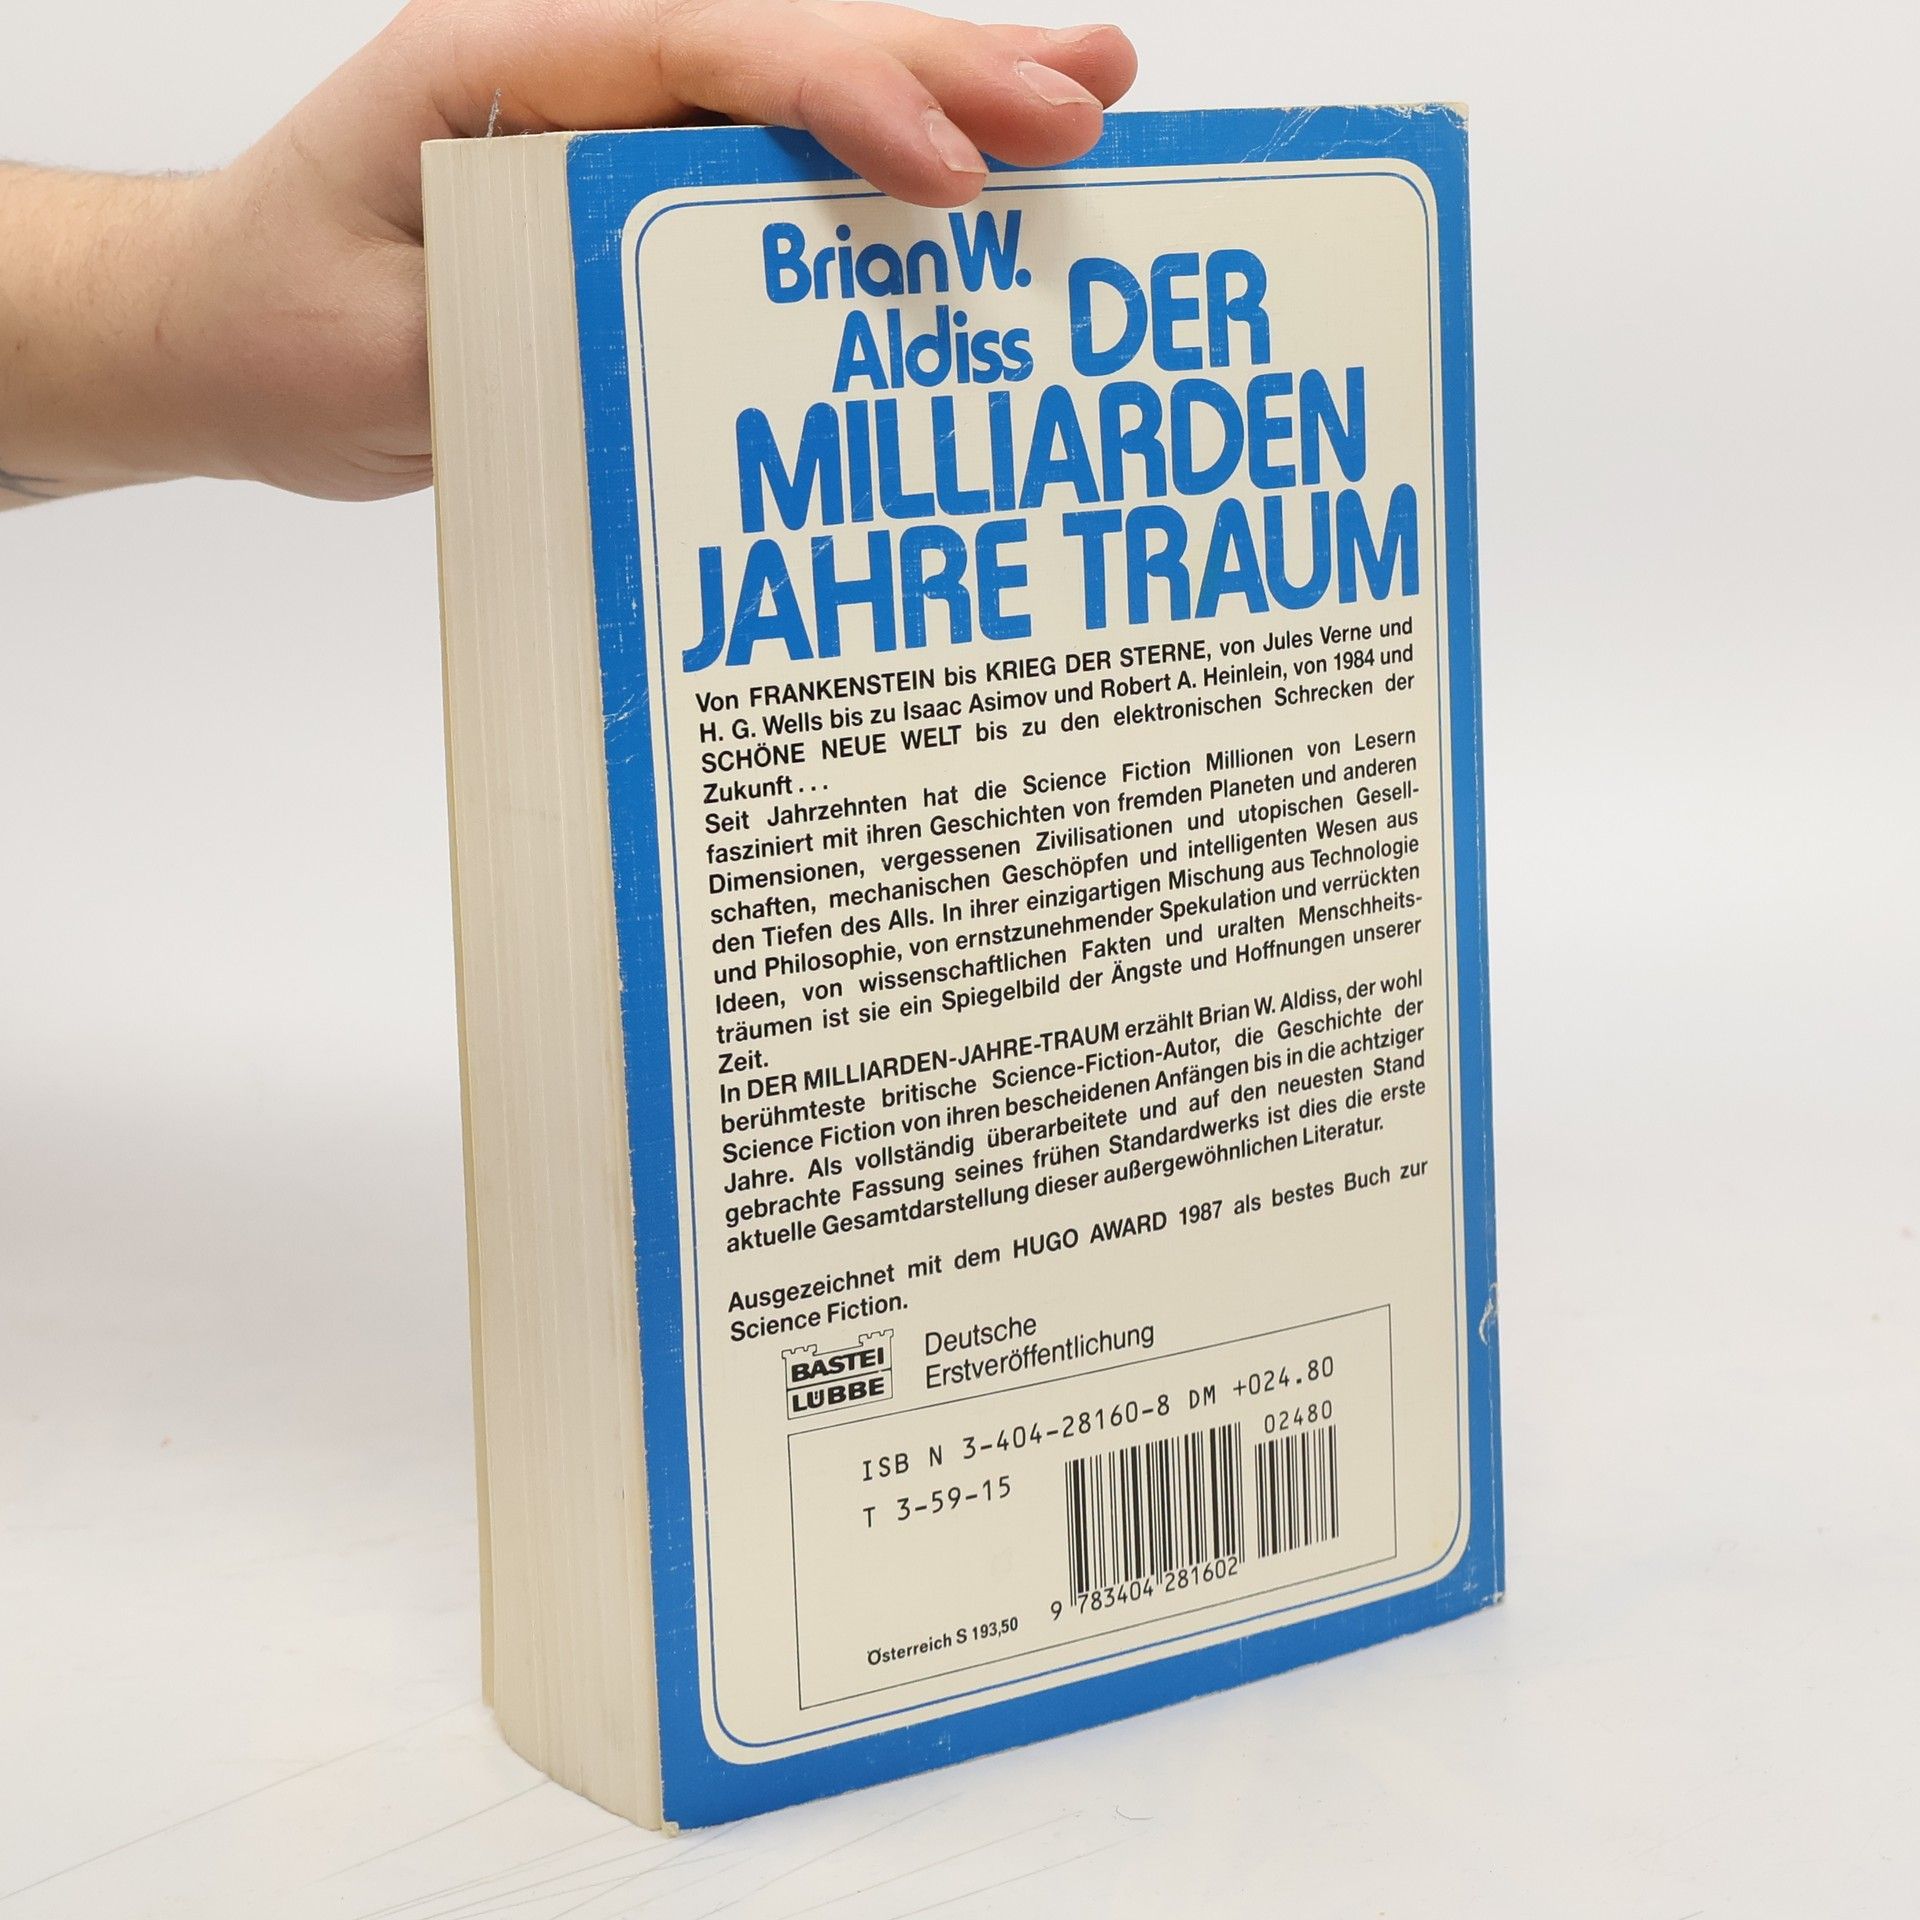 Brian W.
Aldiss
DER
MILLIARDEN
JAHRE TRAUM
Von FRANKENSTEIN bis KRIEG DER STERNE, von Jules Verne und
H. G. Wells bis zu Isaac Asimov und Robert A. Heinlein, von 1984 und
SCHÖNE NEUE WELT bis zu den elektronischen Schrecken der
Zukunft...
Seit Jahrzehnten hat die Science Fiction Millionen von Lesern
fasziniert mit ihren Geschichten von fremden Planeten und anderen
Dimensionen, vergessenen Zivilisationen und utopischen Gesell-
schaften, mechanischen Geschöpfen und intelligenten Wesen aus
den Tiefen des Alls. In ihrer einzigartigen Mischung aus Technologie
und Philosophie, von ernstzunehmender Spekulation und verrückten
Ideen, von wissenschaftlichen Fakten und uralten Menschheits-
träumen ist sie ein Spiegelbild der Ängste und Hoffnungen unserer
Zeit.
In DER MILLIARDEN-JAHRE-TRAUM erzählt Brian W. Aldiss, der wohl
berühmteste britische Science-Fiction-Autor, die Geschichte der
Science Fiction von ihren bescheidenen Anfängen bis in die achtziger
Jahre. Als vollständig überarbeitete und auf den neuesten Stand
gebrachte Fassung seines frühen Standardwerks ist dies die erste
aktuelle Gesamtdarstellung dieser außergewöhnlichen Literatur.
Ausgezeichnet mit dem HUGO AWARD 1987 als bestes Buch zur
Science Fiction.
BASTEI
LÜBBE
Deutsche
Erstveröffentlichung
ISB N 3-404-28160-8 DM +024.80
02480
T 3-59-15
9 783404 281602
Österreich S 193,50